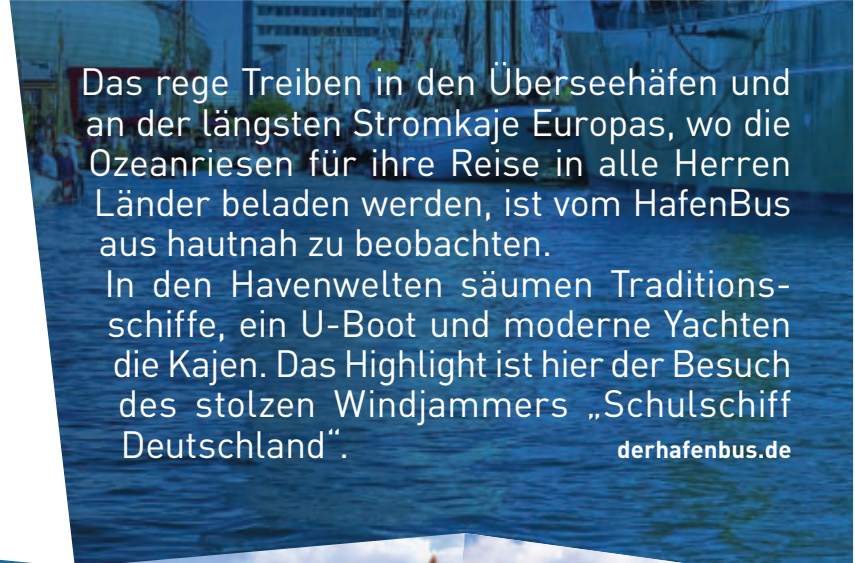 Das rege Treiben in den Überseehäfen und
an der längsten Stromkaje Europas, wo die
Ozeanriesen für ihre Reise in alle Herren
Länder beladen werden, ist vom HafenBus
aus hautnah zu beobachten.
In den Havenwelten säumen Traditions-
schiffe, ein U-Boot und moderne Yachten
die Kajen. Das Highlight ist hier der Besuch
des stolzen Windjammers „Schulschiff
Deutschland“. derhafenbus.de